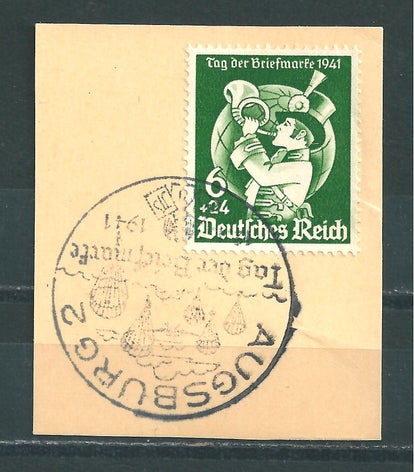 Tag der Briefmarke 1941
6
+24
Deutsches Reich
AUGSBURG 2
Tag der Briefmarke
1941